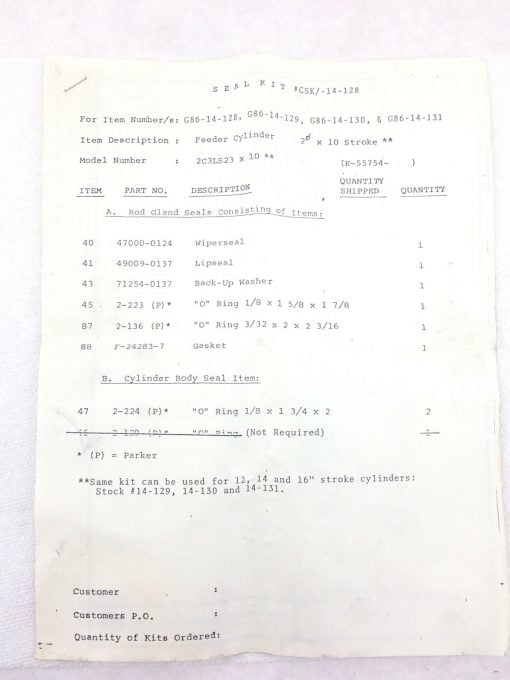 SEAL KIT #CSK/-14-128
For Item Number/s: G86-14-128, G86-14-129, G86-14-130, & G86-14-131
Item Description : Feeder Cylinder 2" x 10 Stroke **
Model Number : 2C3LS23 x 10 ** (K-55754- )
ITEM PART NO. DESCRIPTION QUANTITY SHIPPED QUANTITY
A. Rod Gland Seals Consisting of Items:
40 47000-0124 Wiperseal 1
41 49009-0137 Lipseal 1
43 71254-0137 Back-Up Washer 1
45 2-223 (P)* "O" Ring 1/8 x 1 5/8 x 1 7/8 1
87 2-136 (P)* "O" Ring 3/32 x 2 x 2 3/16 1
88 F-24283-7 Gasket 1
B. Cylinder Body Seal Item:
47 2-224 (P)* "O" Ring 1/8 x 1 3/4 x 2 2
(P)* "O" Ring (Not Required) 1
* (P) = Parker
**Same kit can be used for 12, 14 and 16" stroke cylinders:
Stock #14-129, 14-130 and 14-131.
Customer :
Customers P.O. :
Quantity of Kits Ordered: